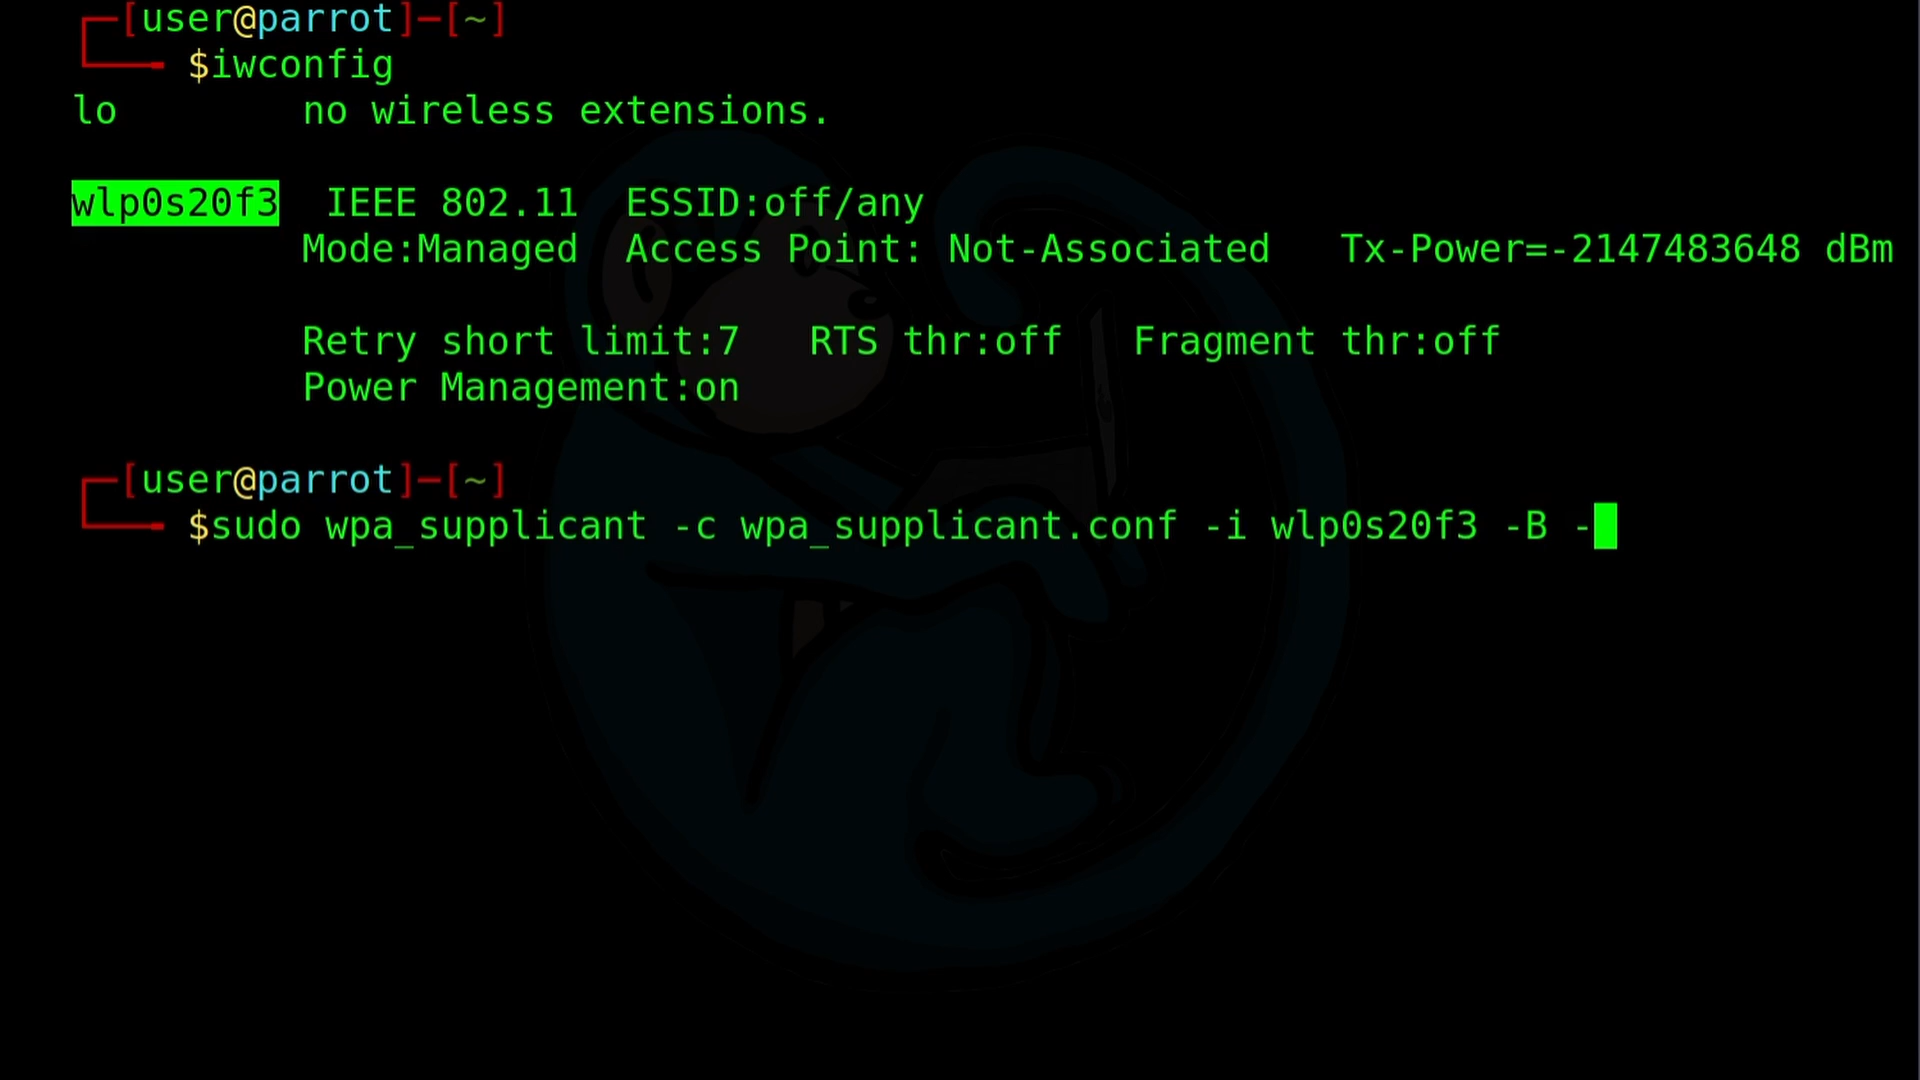 ┌─[user@parrot]─[~]
└──╼ $iwconfig
lo        no wireless extensions.
wlp0s20f3  IEEE 802.11  ESSID:off/any
          Mode:Managed  Access Point: Not-Associated   Tx-Power=-2147483648 dBm
          Retry short limit:7   RTS thr:off   Fragment thr:off
          Power Management:on
┌─[user@parrot]─[~]
└──╼ $sudo wpa_supplicant -c wpa_supplicant.conf -i wlp0s20f3 -B -